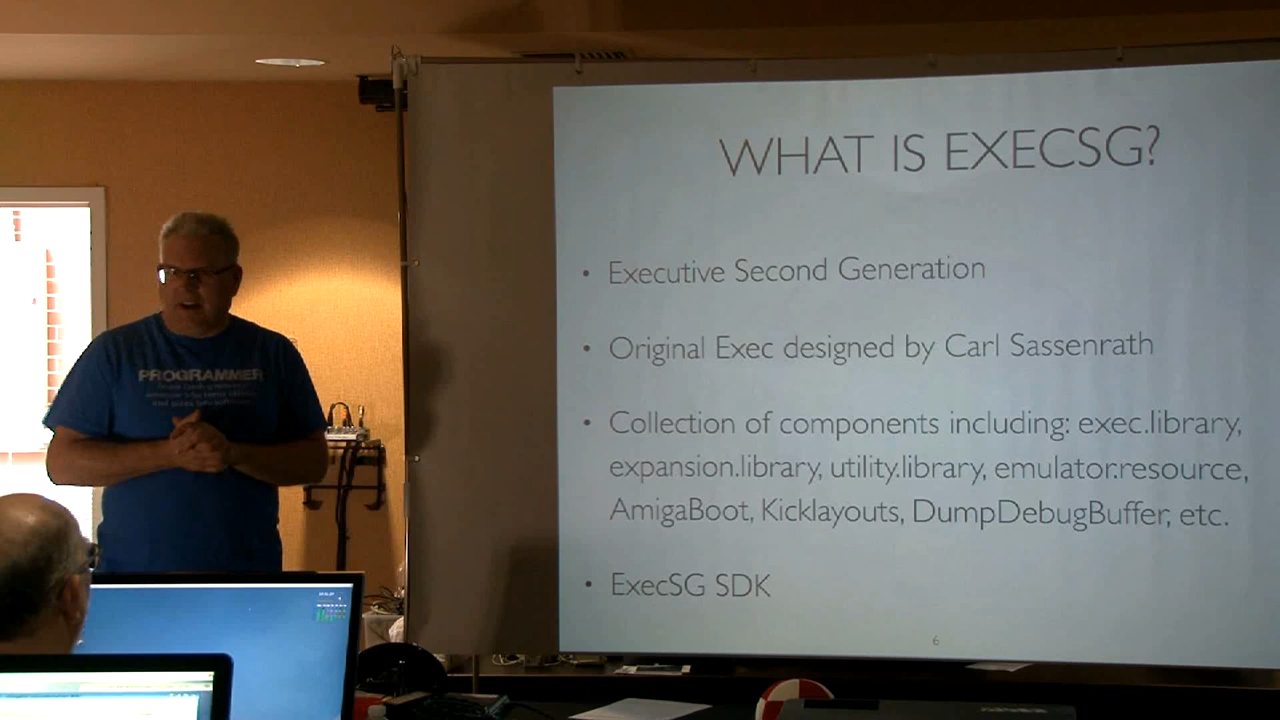 WHAT IS EXECSG?
• Executive Second Generation
• Original Exec designed by Carl Sassenrath
• Collection of components including: exec.library,
expansion.library, utility.library, emulator.resource,
AmigaBoot, Kicklayouts, DumpDebugBuffer, etc.
• ExecSG SDK
6
PROGRAMMER